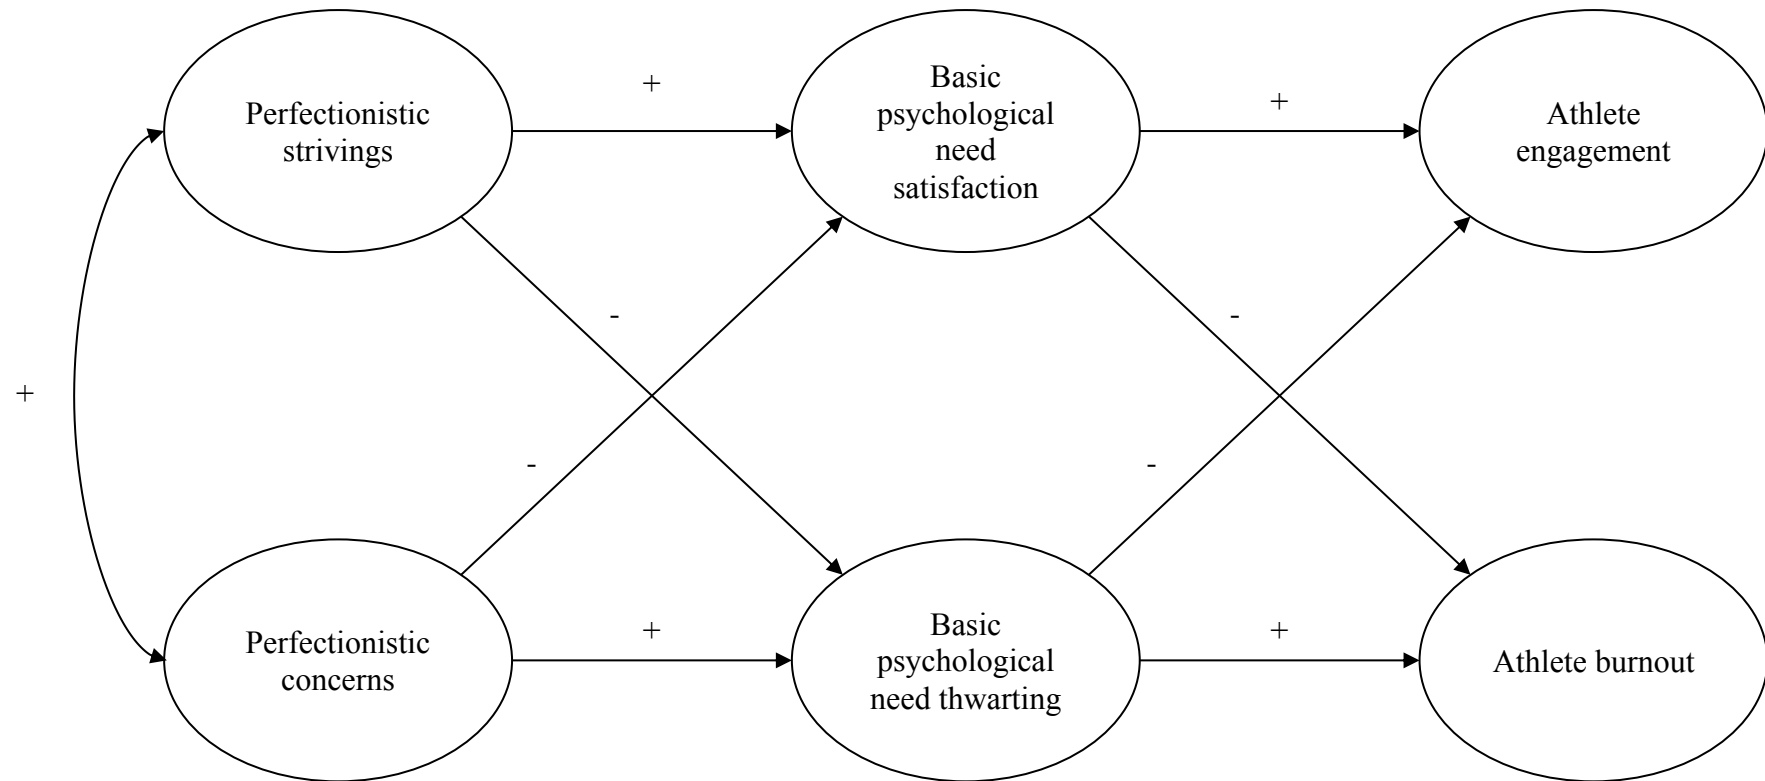 Perfectionistic
strivings
+
Basic
psychological
need
satisfaction
+
Athlete
engagement
-
-
+
-
-
Perfectionistic
concerns
+
Basic
psychological
need thwarting
+
Athlete burnout